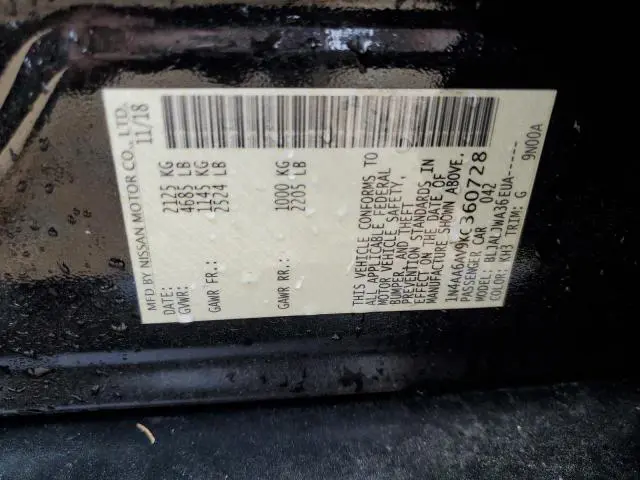 MFD BY NISSAN MOTOR CO., LTD.
DATE: 11/18
GVWR: 2125 KG
4685 LB
GAWR FR.: 1145 KG
2524 LB
GAWR RR.: 1000 KG
2205 LB
THIS VEHICLE CONFORMS TO
ALL APPLICABLE FEDERAL
MOTOR VEHICLE SAFETY,
BUMPER, AND THEFT
PREVENTION STANDARDS IN
EFFECT ON THE DATE OF
MANUFACTURE SHOWN ABOVE.
1N4AA6AV9KC360728
PASSENGER CAR 042
MODEL: BLJALJWA36EUA-----
COLOR: KH3 TRIM: G 9N00A